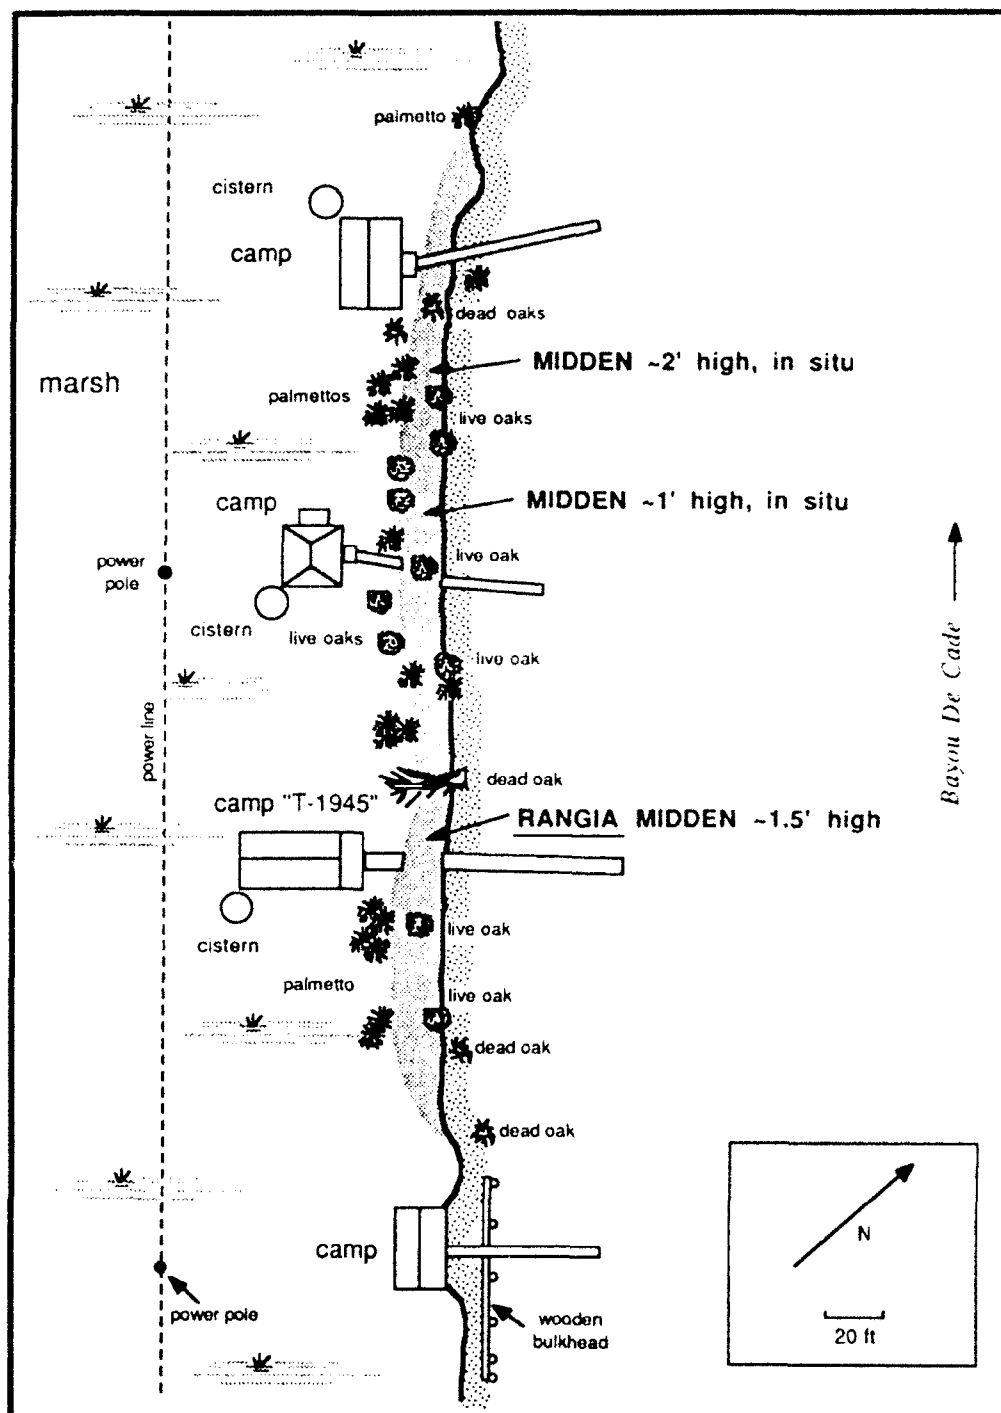 palmetto
cistern
camp
dead oaks
MIDDEN ~2' high, in situ
marsh
palmettos
live oaks
camp
MIDDEN ~1' high, in situ
live oak
power
pole
cistern
live oaks
live oak
Bayou De Cade
power line
dead oak
camp "T-1945"
RANGIA MIDDEN ~1.5' high
live oak
cistern
palmetto
live oak
dead oak
dead oak
N
camp
power pole
wooden
bulkhead
20 ft